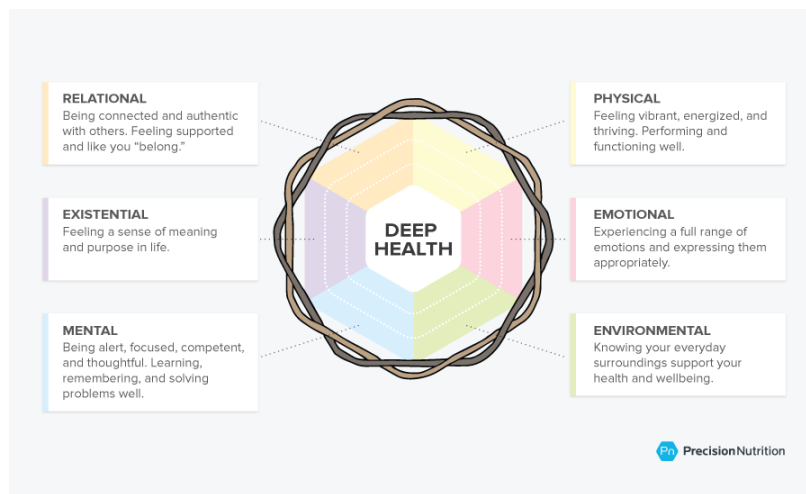 RELATIONAL
Being connected and authentic
with others. Feeling supported
and like you “belong.”
EXISTENTIAL
Feeling a sense of meaning
and purpose in life.
MENTAL
Being alert, focused, competent,
and thoughtful. Learning,
remembering, and solving
problems well.
DEEP
HEALTH
PHYSICAL
Feeling vibrant, energized, and
thriving. Performing and
functioning well.
EMOTIONAL
Experiencing a full range of
emotions and expressing them
appropriately.
ENVIRONMENTAL
Knowing your everyday
surroundings support your
health and wellbeing.
Pn PrecisionNutrition